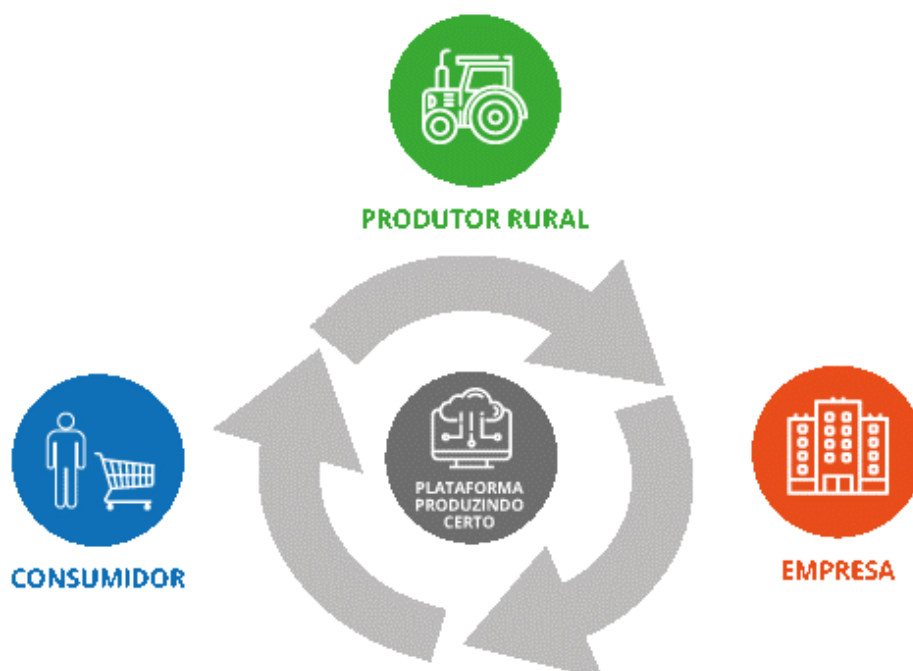 PRODUTOR RURAL
PLATAFORMA
PRODUZINDO
CERTO
CONSUMIDOR
EMPRESA